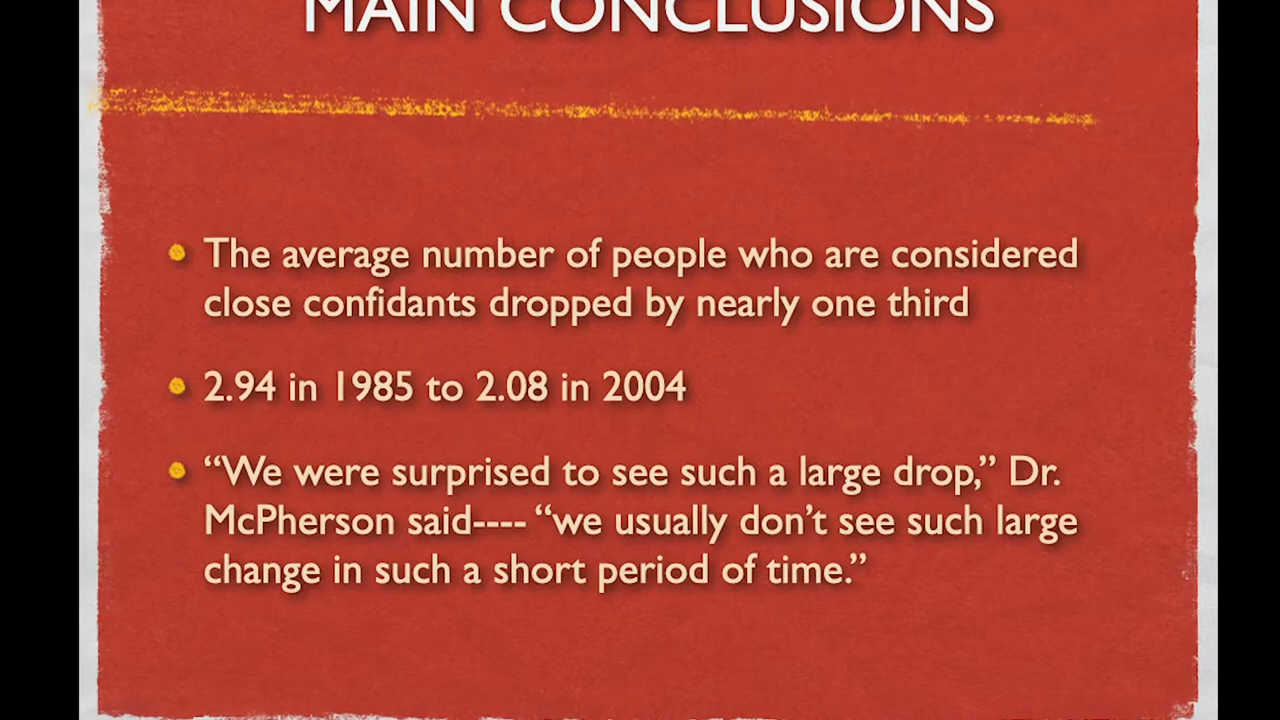 MAIN CONCLUSIONS
The average number of people who are considered
close confidants dropped by nearly one third
2.94 in 1985 to 2.08 in 2004
“We were surprised to see such a large drop,” Dr.
McPherson said---- “we usually don’t see such large
change in such a short period of time.”